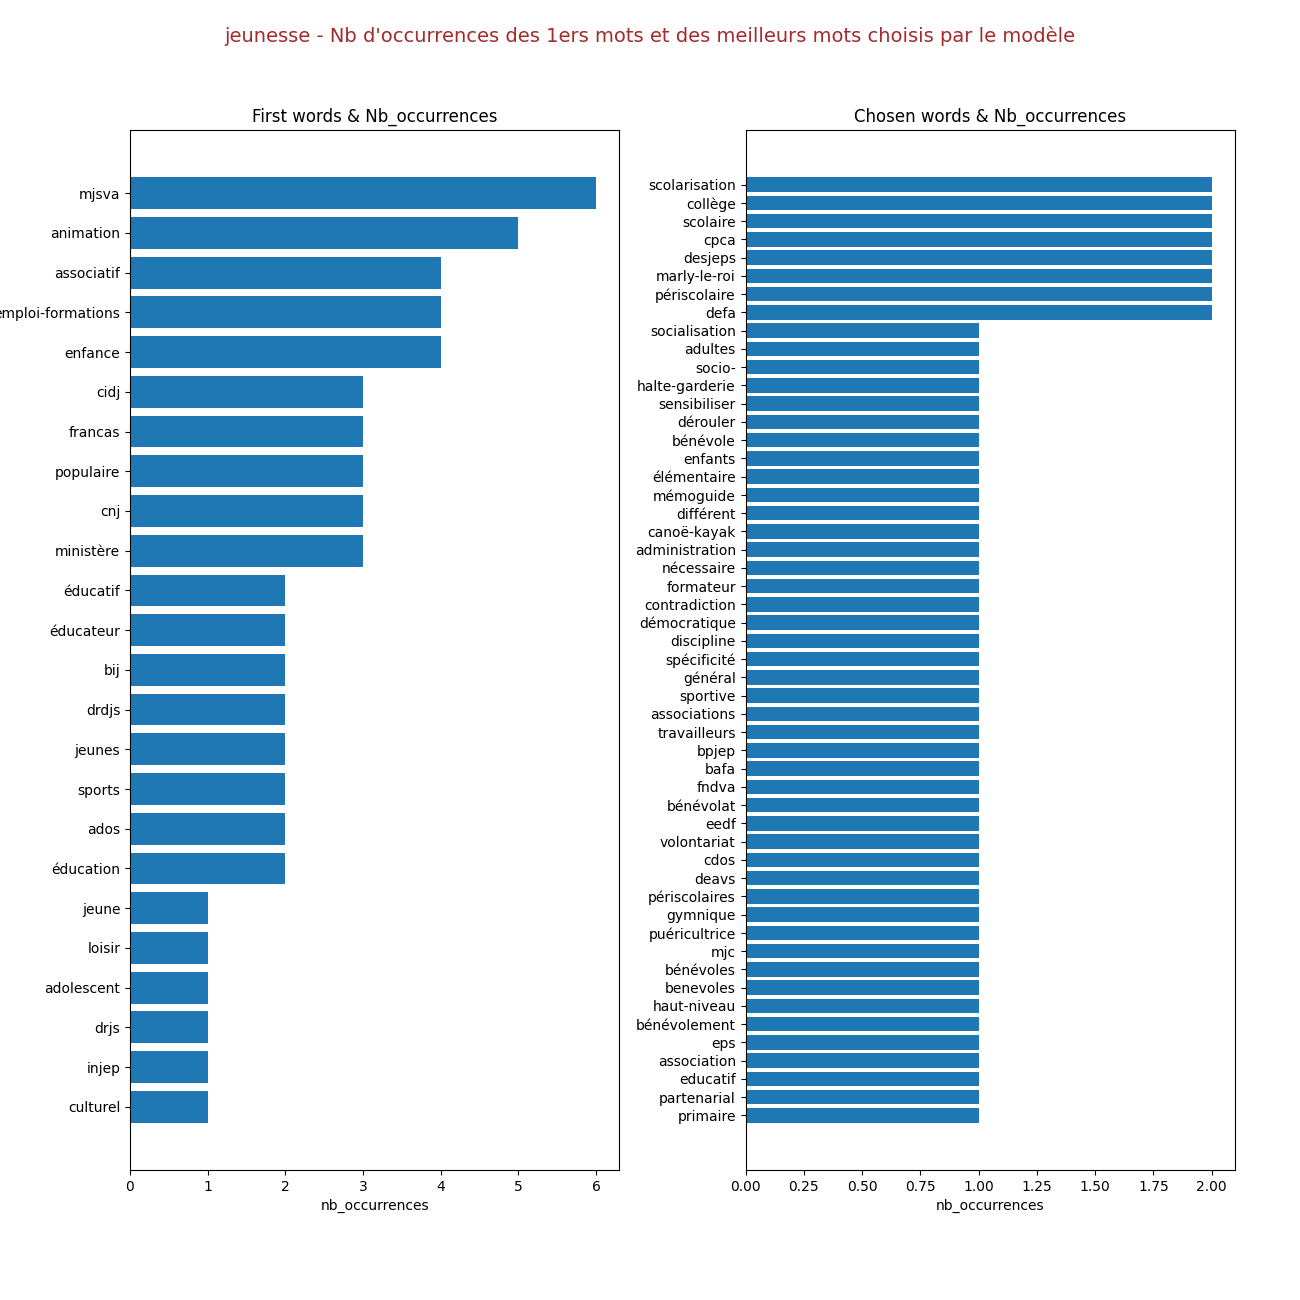 jeunesse - Nb d'occurrences des 1ers mots et des meilleurs mots choisis par le modèle
First words & Nb_occurrences
mjsva
animation
associatif
emploi-formations
enfance
cidj
francas
populaire
cnj
ministère
éducatif
éducateur
bij
drdjs
jeunes
sports
ados
éducation
jeune
loisir
adolescent
drjs
injep
culturel
0 1 2 3 4 5 6
nb_occurrences
Chosen words & Nb_occurrences
scolarisation
collège
scolaire
cpca
desjeps
marly-le-roi
périscolaire
defa
socialisation
adultes
socio-
halte-garderie
sensibiliser
dérouler
bénévole
enfants
élémentaire
mémoguide
différent
canoë-kayak
administration
nécessaire
formateur
contradiction
démocratique
discipline
spécificité
général
sportive
associations
travailleurs
bpjep
bafa
fndva
bénévolat
eedf
volontariat
cdos
deavs
périscolaires
gymnique
puéricultrice
mjc
bénévoles
benevoles
haut-niveau
bénévolement
eps
association
educatif
partenarial
primaire
0.00 0.25 0.50 0.75 1.00 1.25 1.50 1.75 2.00
nb_occurrences